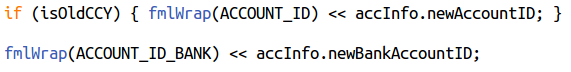 if (isOldCCY) { fmlWrap(ACCOUNT_ID) << accInfo.newAccountID; }
fmlWrap(ACCOUNT_ID_BANK) << accInfo.newBankAccountID;